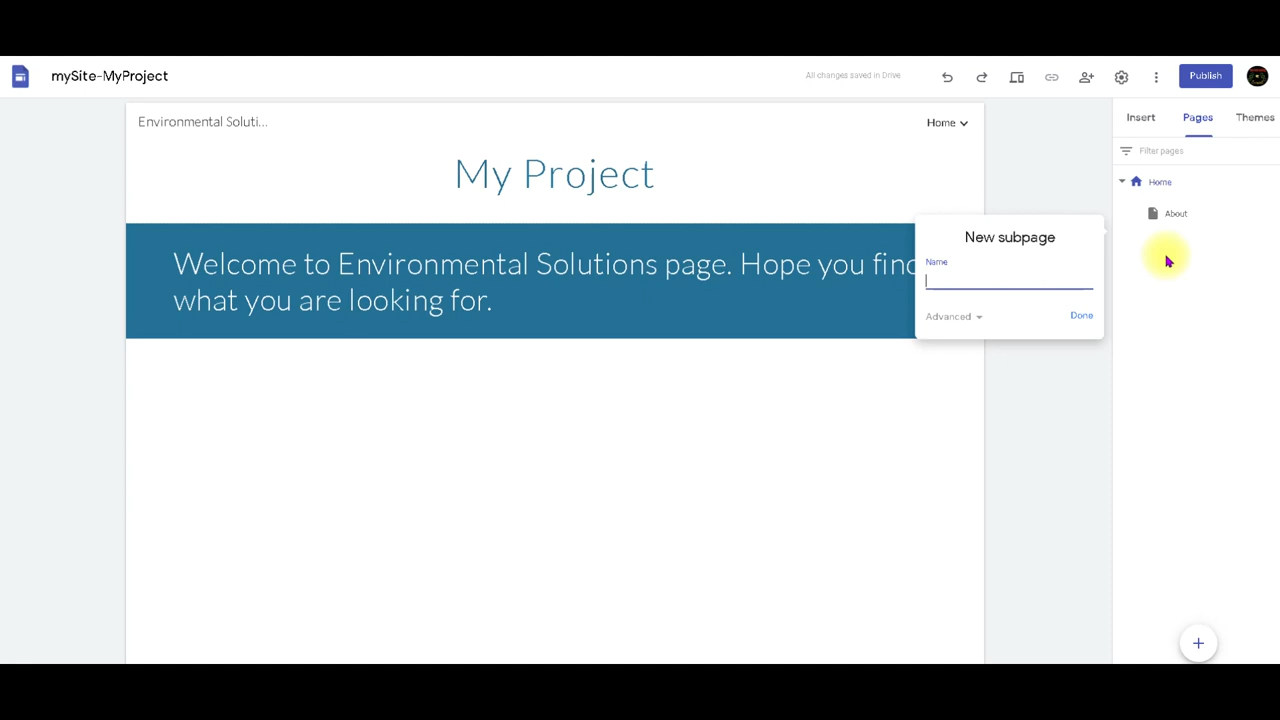 mySite-MyProject
All changes saved in Drive
Publish
Environmental Soluti...
Home
My Project
Welcome to Environmental Solutions page. Hope you find
what you are looking for.
New subpage
Name
Advanced
Done
Insert
Pages
Themes
Filter pages
Home
About